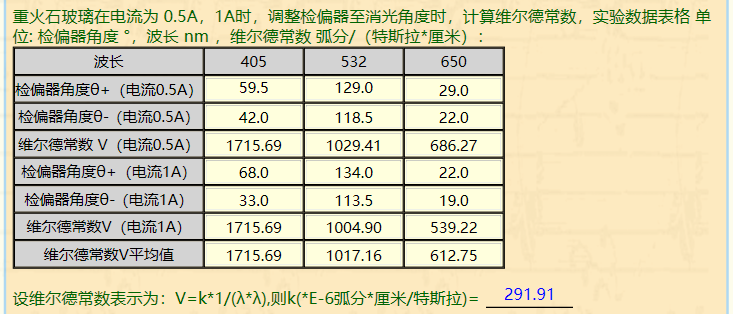 重火石玻璃在电流为 0.5A，1A时，调整检偏器至消光角度时，计算维尔德常数，实验数据表格 单
位: 检偏器角度 °，波长 nm ，维尔德常数 弧分/（特斯拉*厘米）:
波长 405 532 650
检偏器角度θ+（电流0.5A） 59.5 129.0 29.0
检偏器角度θ-（电流0.5A） 42.0 118.5 22.0
维尔德常数 V（电流0.5A） 1715.69 1029.41 686.27
检偏器角度θ+（电流1A） 68.0 134.0 22.0
检偏器角度θ-（电流1A） 33.0 113.5 19.0
维尔德常数V（电流1A） 1715.69 1004.90 539.22
维尔德常数V平均值 1715.69 1017.16 612.75
设维尔德常数表示为：V=k*1/(λ*λ),则k(*E-6弧分*厘米/特斯拉)= 291.91